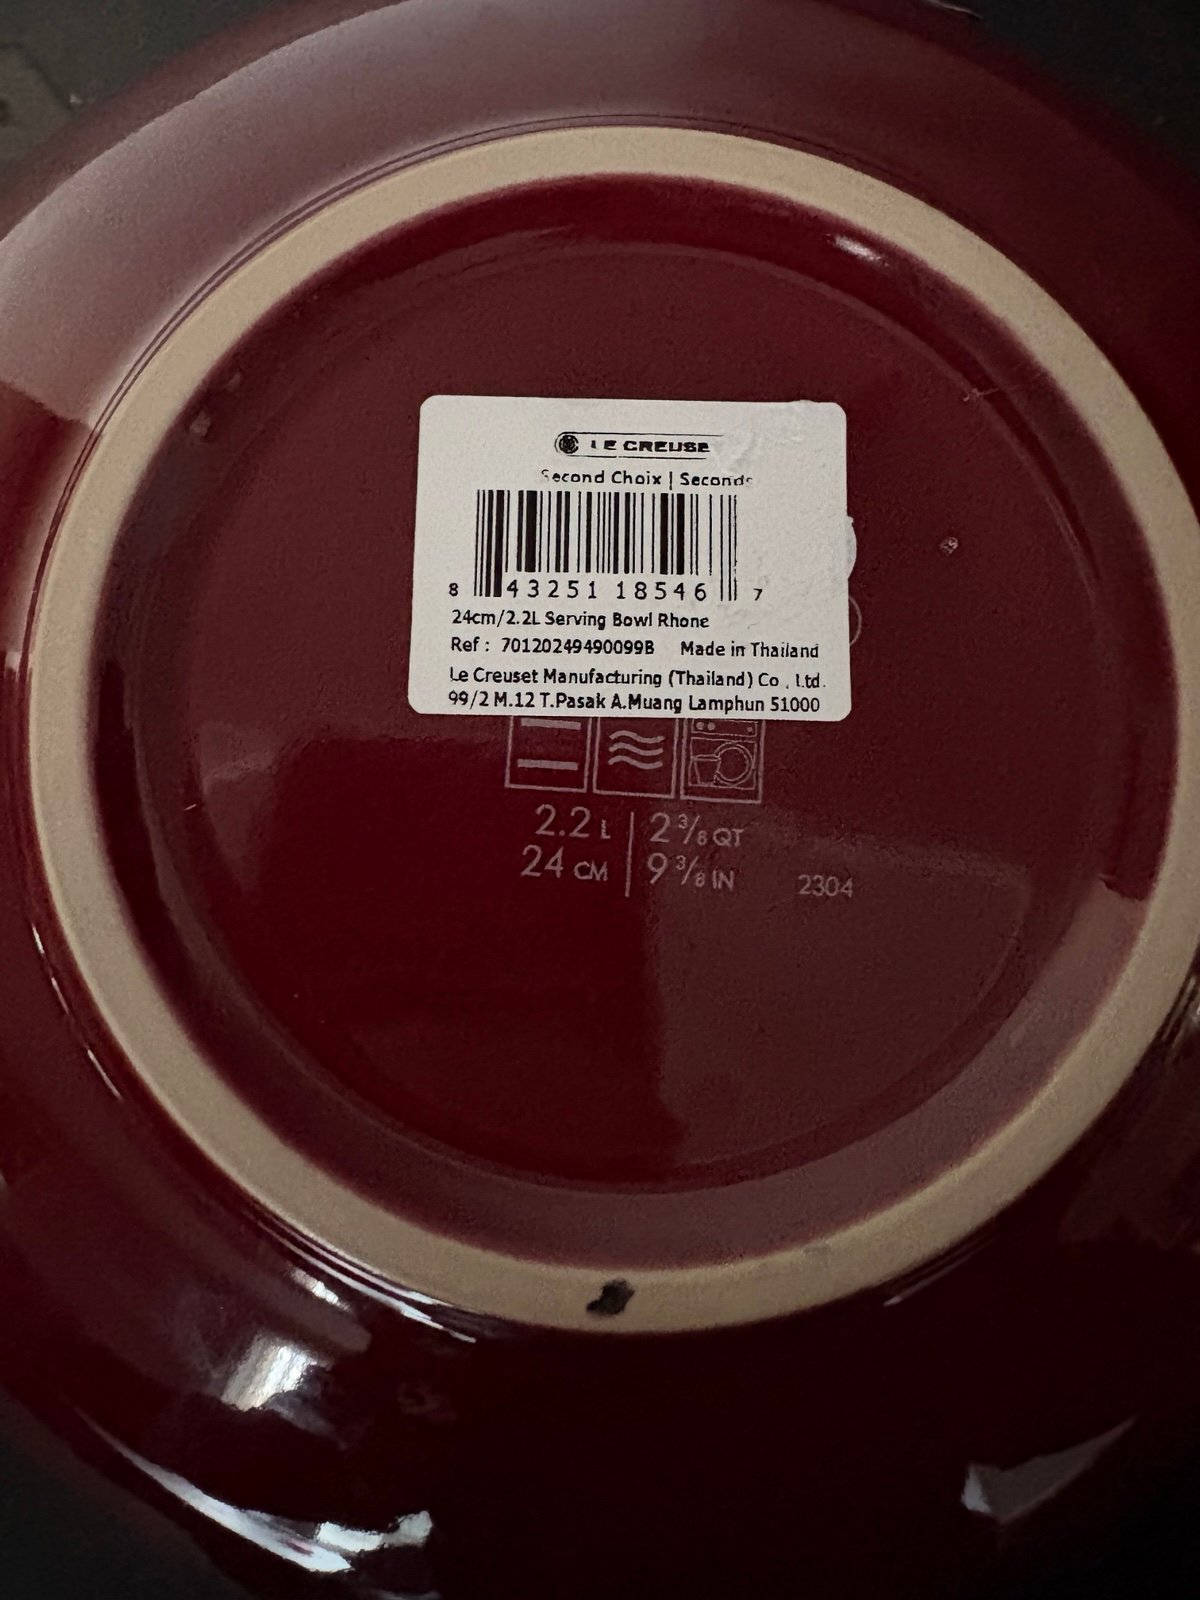 LE CREUSE
Second Choix | Seconds
8 43251 18546 7
24cm/2.2L Serving Bowl Rhone
Ref : 70120249490099B Made in Thailand
Le Creuset Manufacturing (Thailand) Co., Ltd.
99/2 M.12 T.Pasak A.Muang Lamphun 51000
2.2 L | 2 3/8 QT
24 CM | 9 3/8 IN 2304